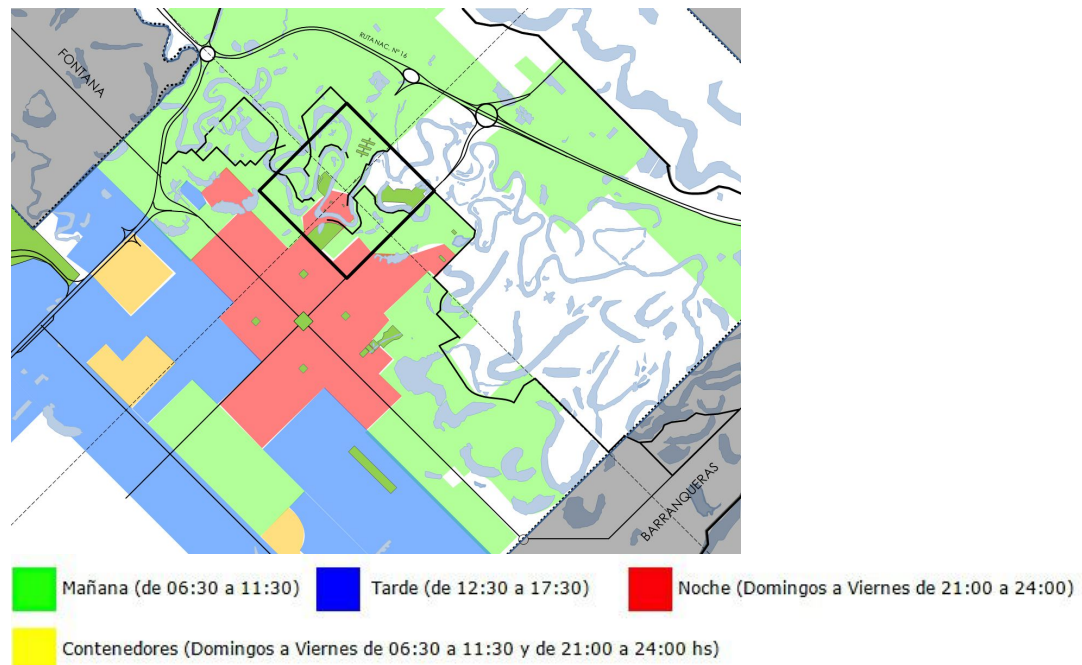 RUTA NAC. Nº 16
FONTANA
BARRANQUERAS
Mañana (de 06:30 a 11:30)
Tarde (de 12:30 a 17:30)
Noche (Domingos a Viernes de 21:00 a 24:00)
Contenedores (Domingos a Viernes de 06:30 a 11:30 y de 21:00 a 24:00 hs)